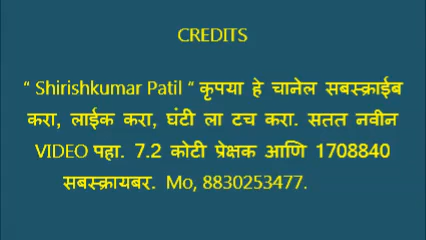 CREDITS
“ Shirishkumar Patil “ कृपया हे चानेल सबस्क्राईब
करा, लाईक करा, घंटी ला टच करा. सतत नवीन
VIDEO पहा. 7.2 कोटी प्रेक्षक आणि 1708840
सबस्क्रायबर. Mo, 8830253477.